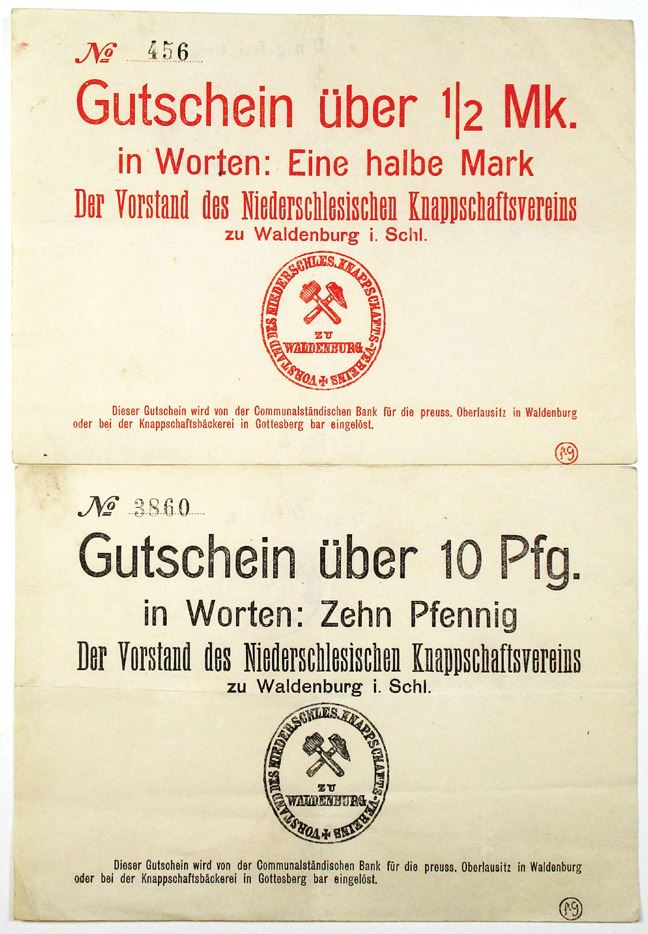 No 456
Gutschein über 1/2 Mk.
in Worten: Eine halbe Mark
Der Vorstand des Niederschlesischen Knappschaftsvereins
zu Waldenburg i. Schl.
VORSTAND DES NIEDERSCHLES. KNAPPSCHAFTS-VEREINS
ZU
WALDENBURG.
Dieser Gutschein wird von der Communalständischen Bank für die preuss. Oberlausitz in Waldenburg
oder bei der Knappschaftsbäckerei in Gottesberg bar eingelöst.
No 3860
Gutschein über 10 Pfg.
in Worten: Zehn Pfennig
Der Vorstand des Niederschlesischen Knappschaftsvereins
zu Waldenburg i. Schl.
VORSTAND DES NIEDERSCHLES. KNAPPSCHAFTS-VEREINS
ZU
WALDENBURG.
Dieser Gutschein wird von der Communalständischen Bank für die preuss. Oberlausitz in Waldenburg
oder bei der Knappschaftsbäckerei in Gottesberg bar eingelöst.